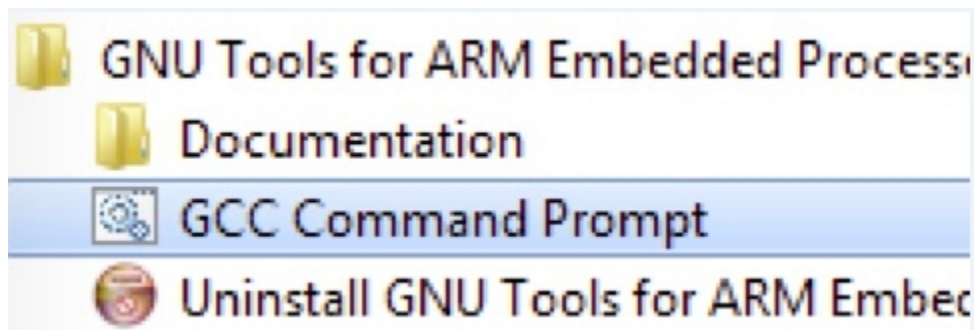 GNU Tools for ARM Embedded Process
Documentation
GCC Command Prompt
Uninstall GNU Tools for ARM Embed